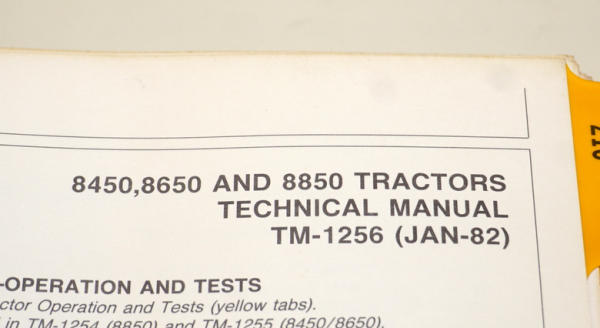 8450,8650 AND 8850 TRACTORS
TECHNICAL MANUAL
TM-1256 (JAN-82)
-OPERATION AND TESTS
ctor Operation and Tests (yellow tabs).
in TM-1254 (8850) and TM-1255 (8450/8650).